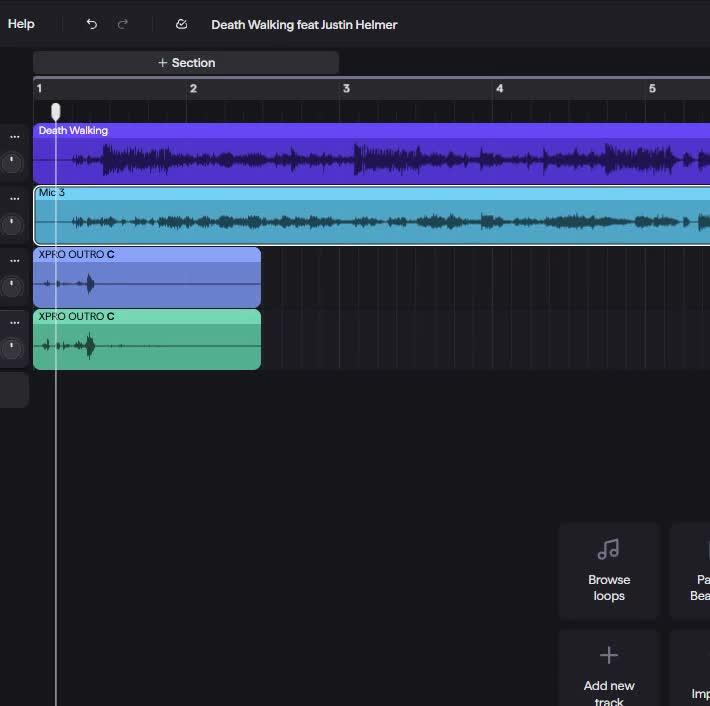 Help
Death Walking feat Justin Helmer
+ Section
1 2 3 4 5
Death Walking
Mic 3
XPRO OUTRO C
XPRO OUTRO C
Browse
loops
Add new
track